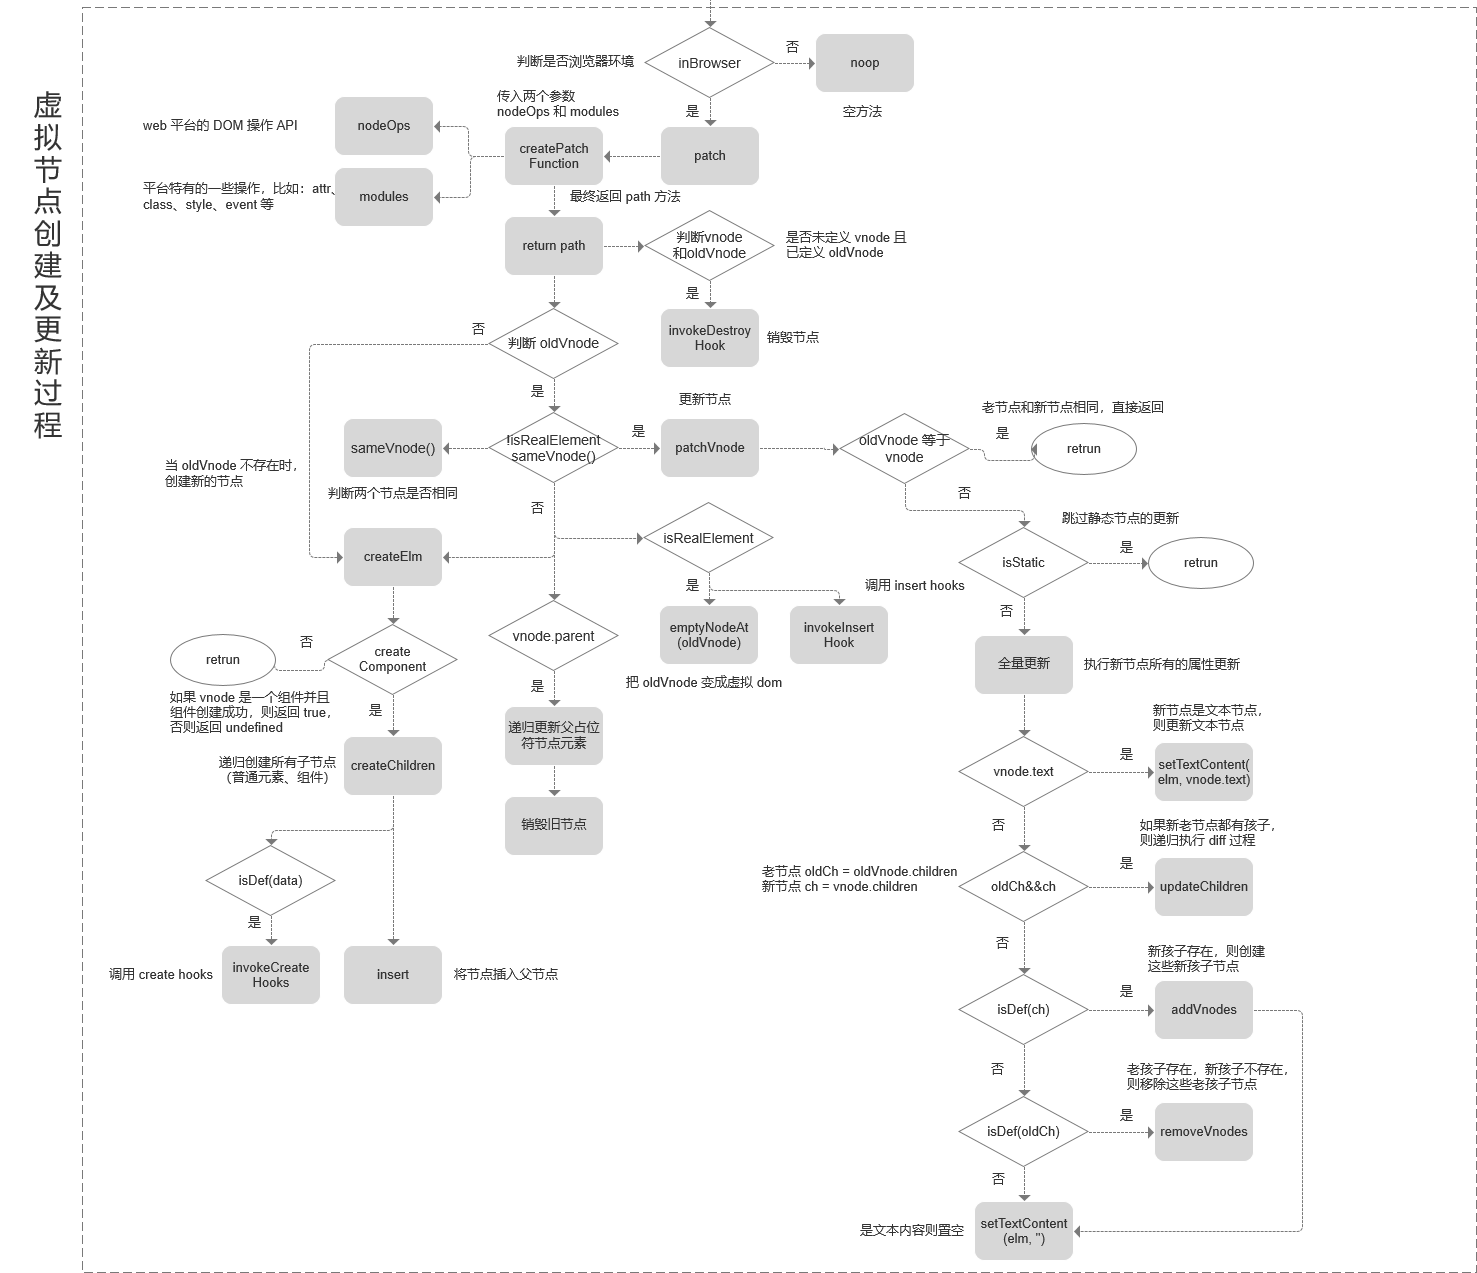 虚拟节点创建及更新过程
判断是否浏览器环境
inBrowser
否
noop
空方法
是
传入两个参数
nodeOps 和 modules
web 平台的 DOM 操作 API
nodeOps
createPatch
Function
patch
平台特有的一些操作，比如：attr、
class、style、event 等
modules
最终返回 path 方法
return path
判断vnode
和oldVnode
是否未定义 vnode 且
已定义 oldVnode
是
invokeDestroy
Hook
销毁节点
否
判断 oldVnode
是
更新节点
sameVnode()
!isRealElement
sameVnode()
是
patchVnode
oldVnode 等于
vnode
老节点和新节点相同，直接返回
是
retrun
当 oldVnode 不存在时，
创建新的节点
判断两个节点是否相同
否
否
createElm
isRealElement
跳过静态节点的更新
isStatic
是
retrun
是
调用 insert hooks
emptyNodeAt
(oldVnode)
invokeInsert
Hook
把 oldVnode 变成虚拟 dom
否
retrun
否
create
Component
如果 vnode 是一个组件并且
组件创建成功，则返回 true，
否则返回 undefined
是
vnode.parent
是
递归更新父占位
符节点元素
销毁旧节点
全量更新
执行新节点所有的属性更新
递归创建所有子节点
（普通元素、组件）
createChildren
新节点是文本节点，
则更新文本节点
vnode.text
是
setTextContent(
elm, vnode.text)
否
如果新老节点都有孩子，
则递归执行 diff 过程
老节点 oldCh = oldVnode.children
新节点 ch = vnode.children
oldCh&&ch
是
updateChildren
isDef(data)
是
调用 create hooks
invokeCreate
Hooks
insert
将节点插入父节点
否
新孩子存在，则创建
这些新孩子节点
isDef(ch)
是
addVnodes
否
老孩子存在，新孩子不存在，
则移除这些老孩子节点
isDef(oldCh)
是
removeVnodes
否
是文本内容则置空
setTextContent
(elm, '')